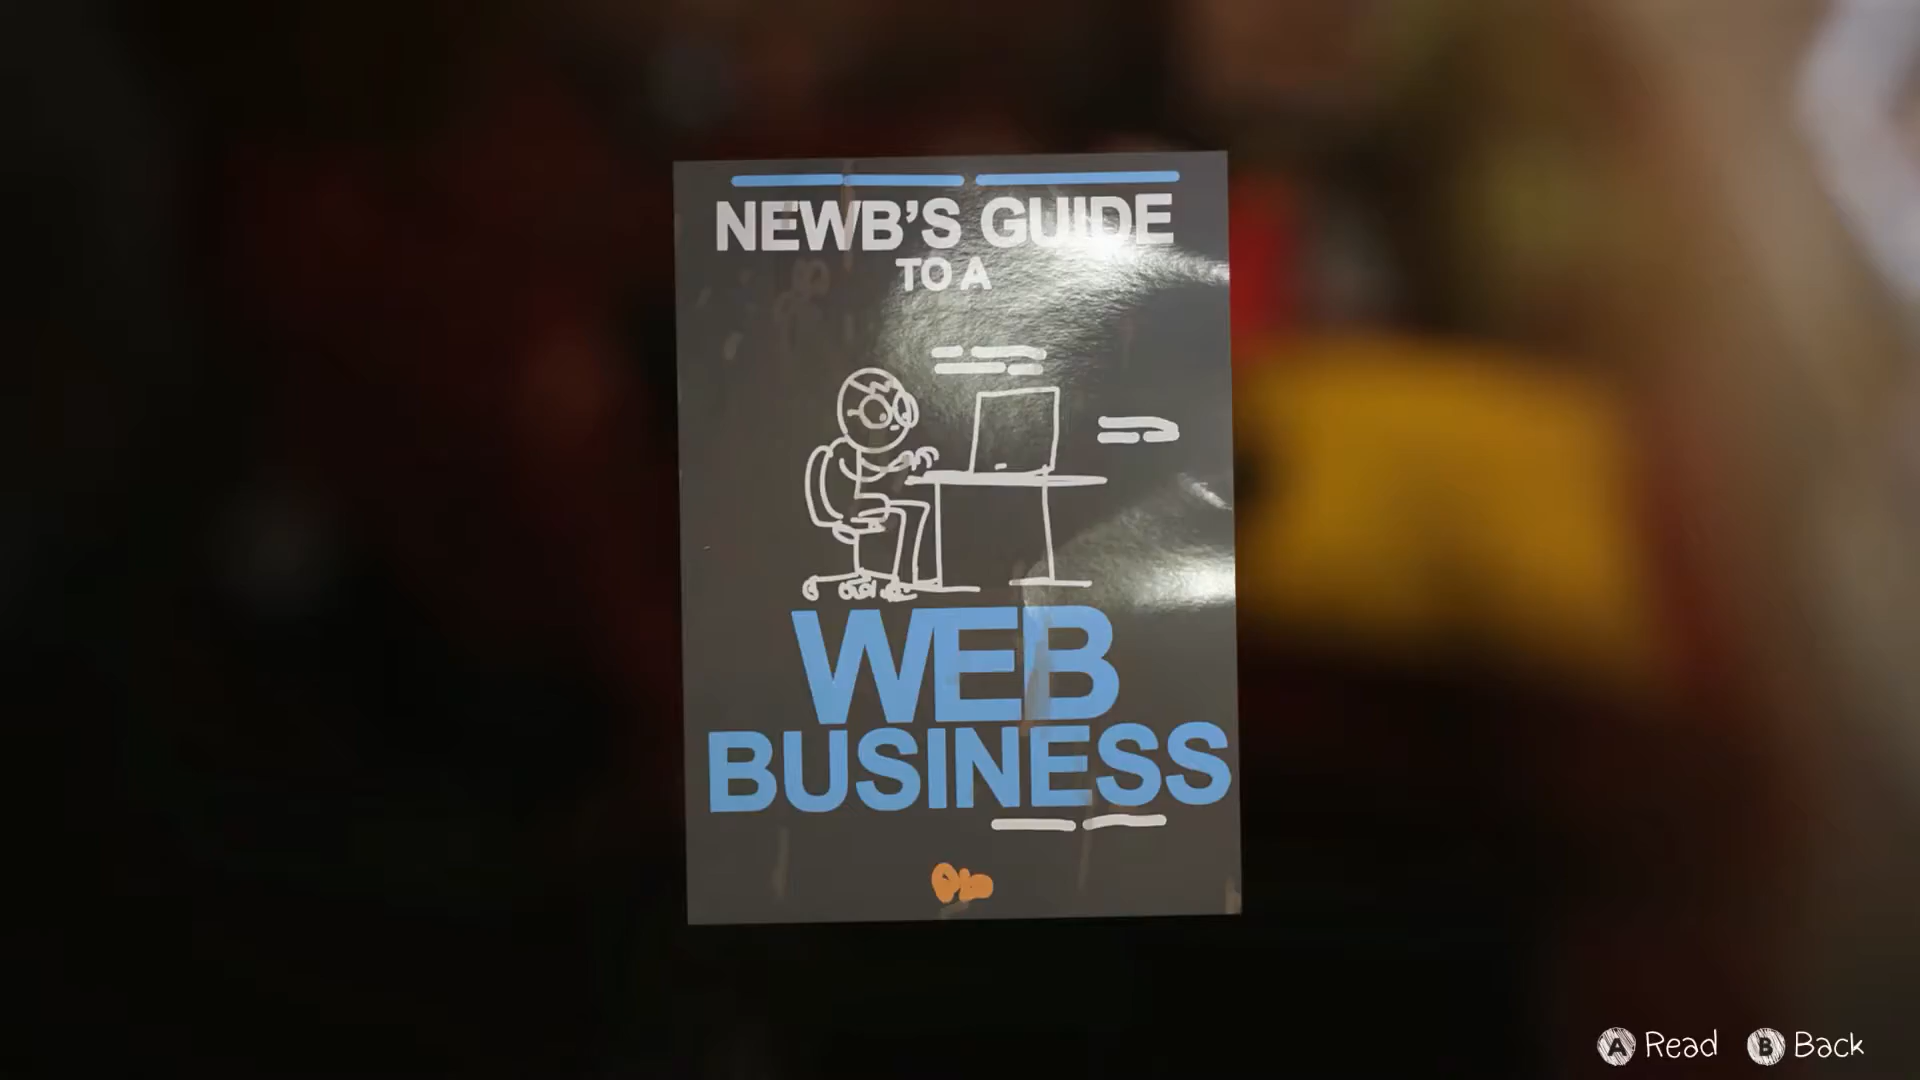 NEWB'S GUIDE
TO A
WEB
BUSINESS
A Read B Back